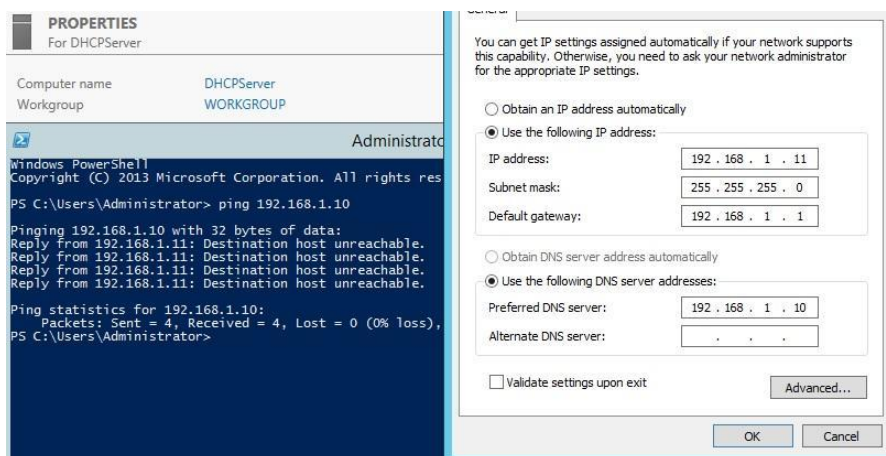 PROPERTIES
For DHCPServer
Computer name DHCPServer
Workgroup WORKGROUP
Administrato
Windows PowerShell
Copyright (C) 2013 Microsoft Corporation. All rights res
PS C:\Users\Administrator> ping 192.168.1.10
Pinging 192.168.1.10 with 32 bytes of data:
Reply from 192.168.1.11: Destination host unreachable.
Reply from 192.168.1.11: Destination host unreachable.
Reply from 192.168.1.11: Destination host unreachable.
Reply from 192.168.1.11: Destination host unreachable.
Ping statistics for 192.168.1.10:
Packets: Sent = 4, Received = 4, Lost = 0 (0% loss),
PS C:\Users\Administrator>
General
You can get IP settings assigned automatically if your network supports
this capability. Otherwise, you need to ask your network administrator
for the appropriate IP settings.
Obtain an IP address automatically
Use the following IP address:
IP address: 192 . 168 . 1 . 11
Subnet mask: 255 . 255 . 255 . 0
Default gateway: 192 . 168 . 1 . 1
Obtain DNS server address automatically
Use the following DNS server addresses:
Preferred DNS server: 192 . 168 . 1 . 10
Alternate DNS server: . . .
Validate settings upon exit
Advanced...
OK Cancel